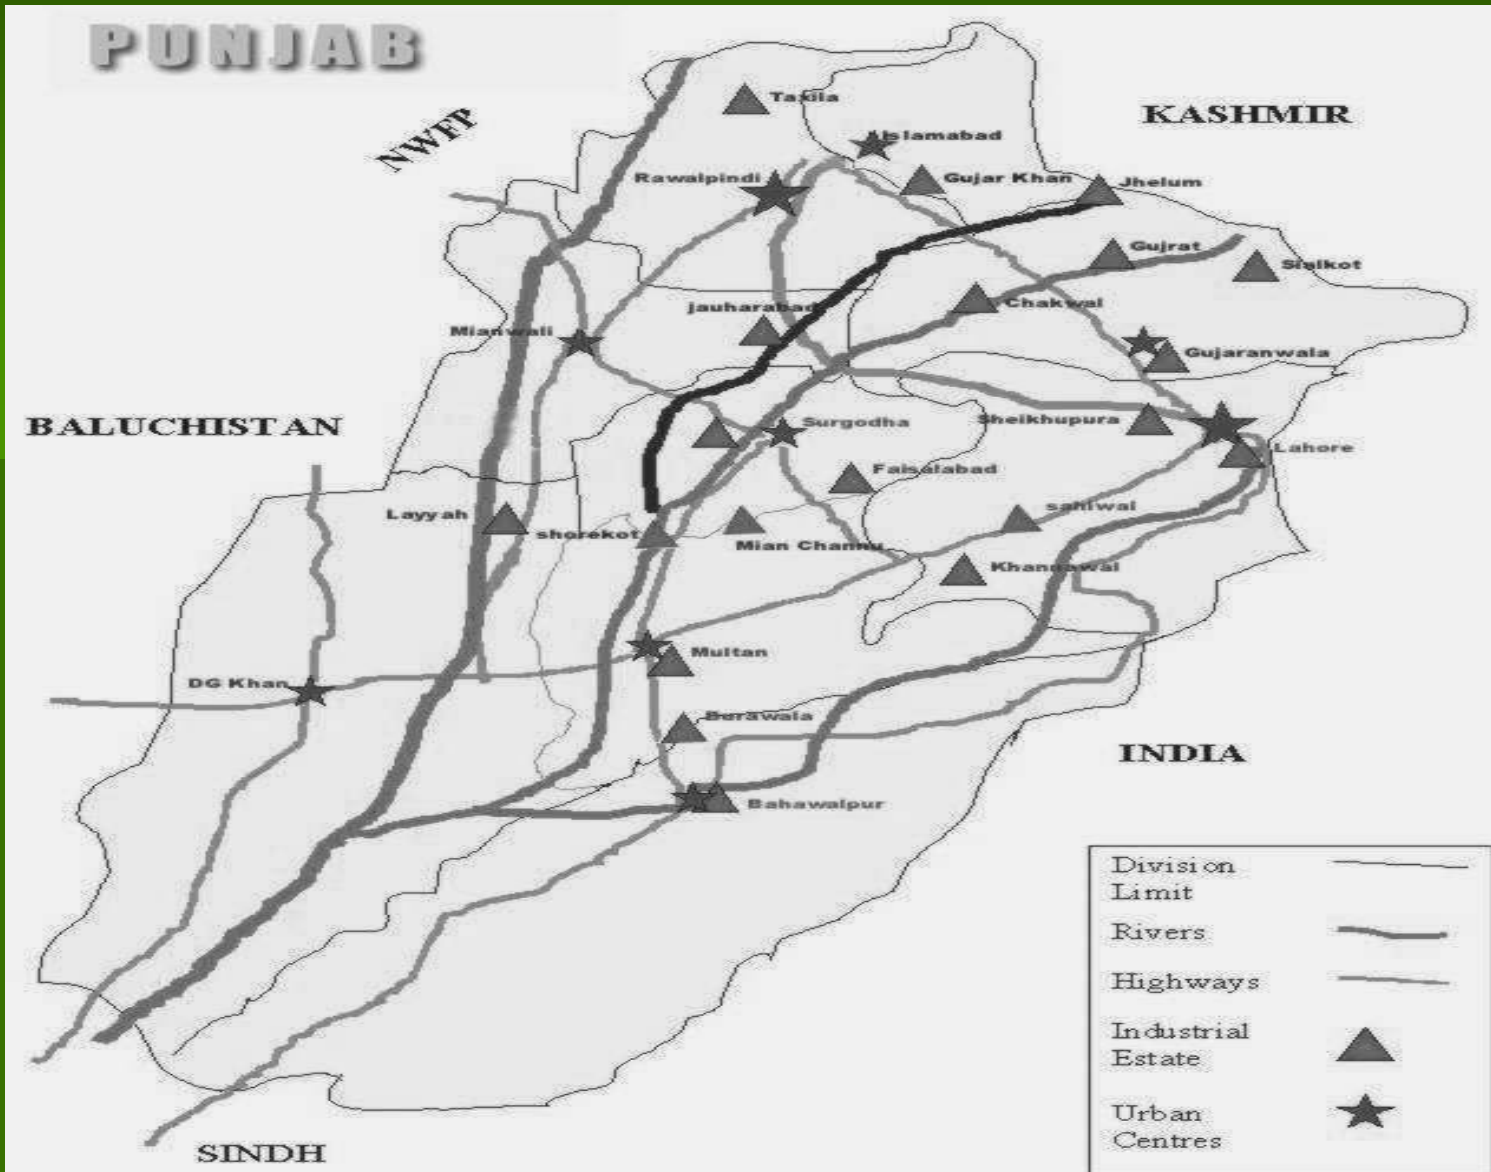 PUNJAB
NWFP
KASHMIR
Taxila
Islamabad
Rawalpindi
Gujar Khan
Jhelum
Gujrat
Sialkot
jauharabad
Chakwal
Mianwali
Gujaranwala
BALUCHISTAN
Surgodha
Sheikhupura
Lahore
Faisalabad
Layyah
shorekot
sahiwal
Mian Channu
Khannawal
Multan
DG Khan
Burawala
INDIA
Bahawalpur
Division
Limit
Rivers
Highways
Industrial
Estate
Urban
Centres
SINDH